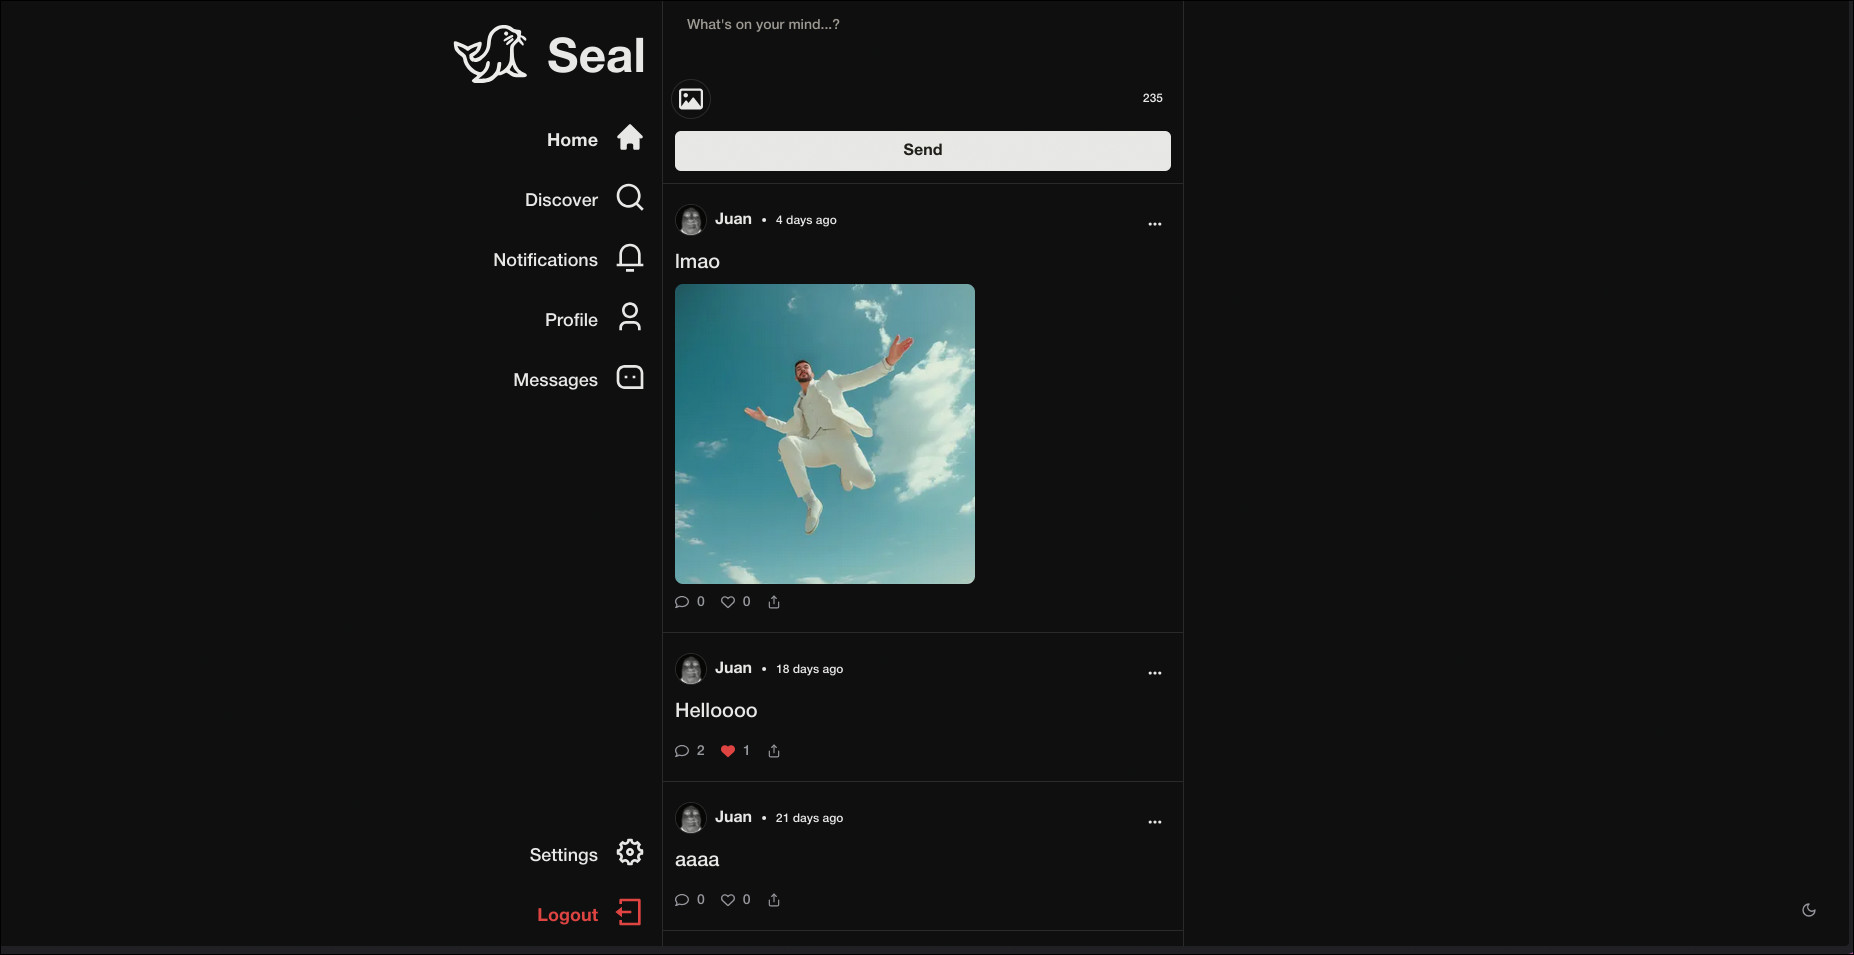 Seal
Home
Discover
Notifications
Profile
Messages
Settings
Logout
What's on your mind...?
235
Send
Juan • 4 days ago
lmao
0 0
Juan • 18 days ago
Helloooo
2 1
Juan • 21 days ago
aaaa
0 0